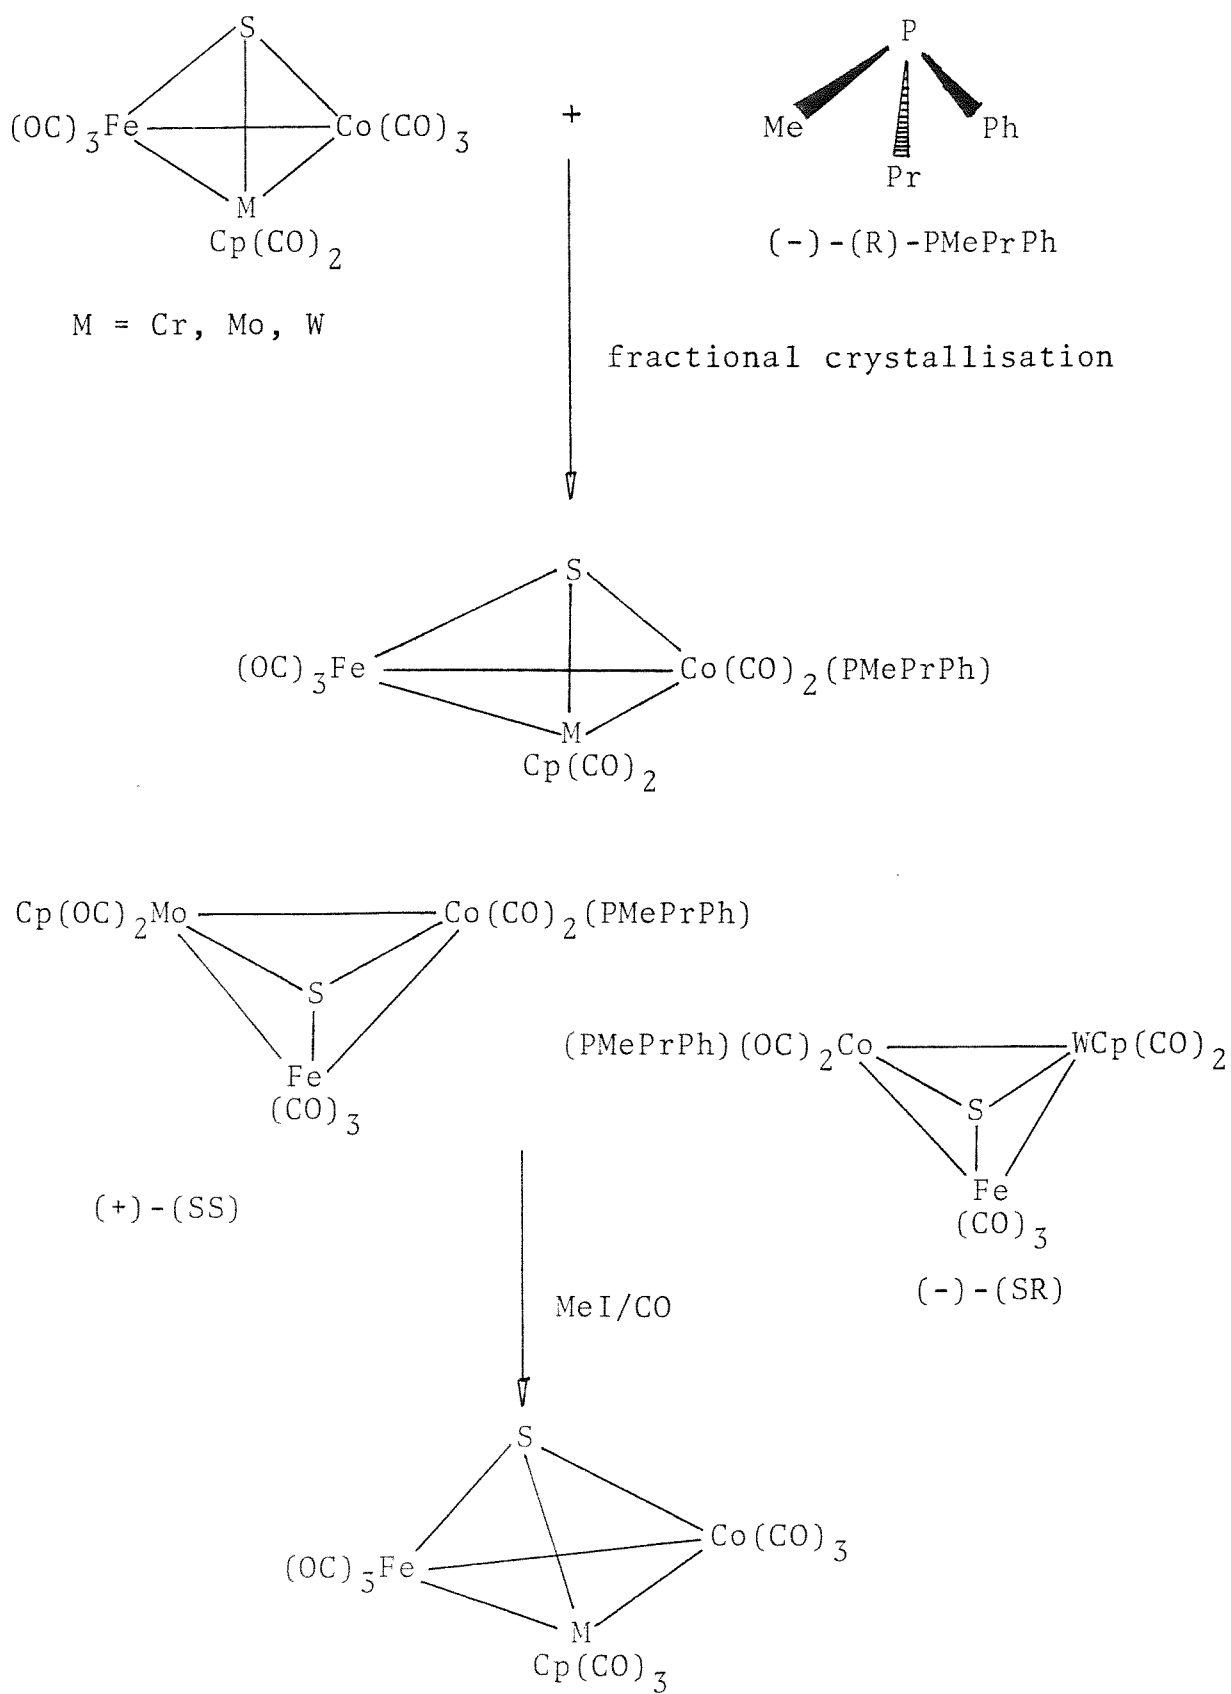 S
P
(OC)₃Fe Co(CO)₃ + Me Ph
Pr
M
Cp(CO)₂
(-)-(R)-PMePrPh
M = Cr, Mo, W
fractional crystallisation
S
(OC)₃Fe Co(CO)₂(PMePrPh)
M
Cp(CO)₂
Cp(OC)₂Mo Co(CO)₂(PMePrPh)
S
Fe
(CO)₃
(PMePrPh)(OC)₂Co WCp(CO)₂
S
Fe
(CO)₃
(+)-(SS)
(-)-(SR)
MeI/CO
S
(OC)₃Fe Co(CO)₃
M
Cp(CO)₃